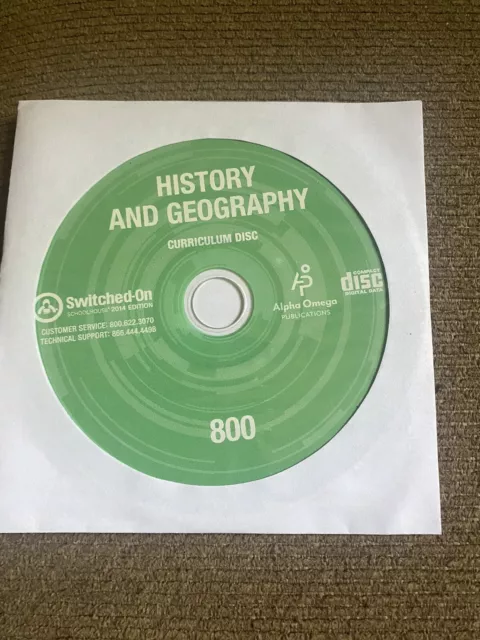 HISTORY
AND GEOGRAPHY
CURRICULUM DISC
Switched-On
SCHOOLHOUSE® 2014 EDITION
CUSTOMER SERVICE: 800.622.3070
TECHNICAL SUPPORT: 866.444.4498
Alpha Omega
PUBLICATIONS
COMPACT
disc
DIGITAL DATA
800